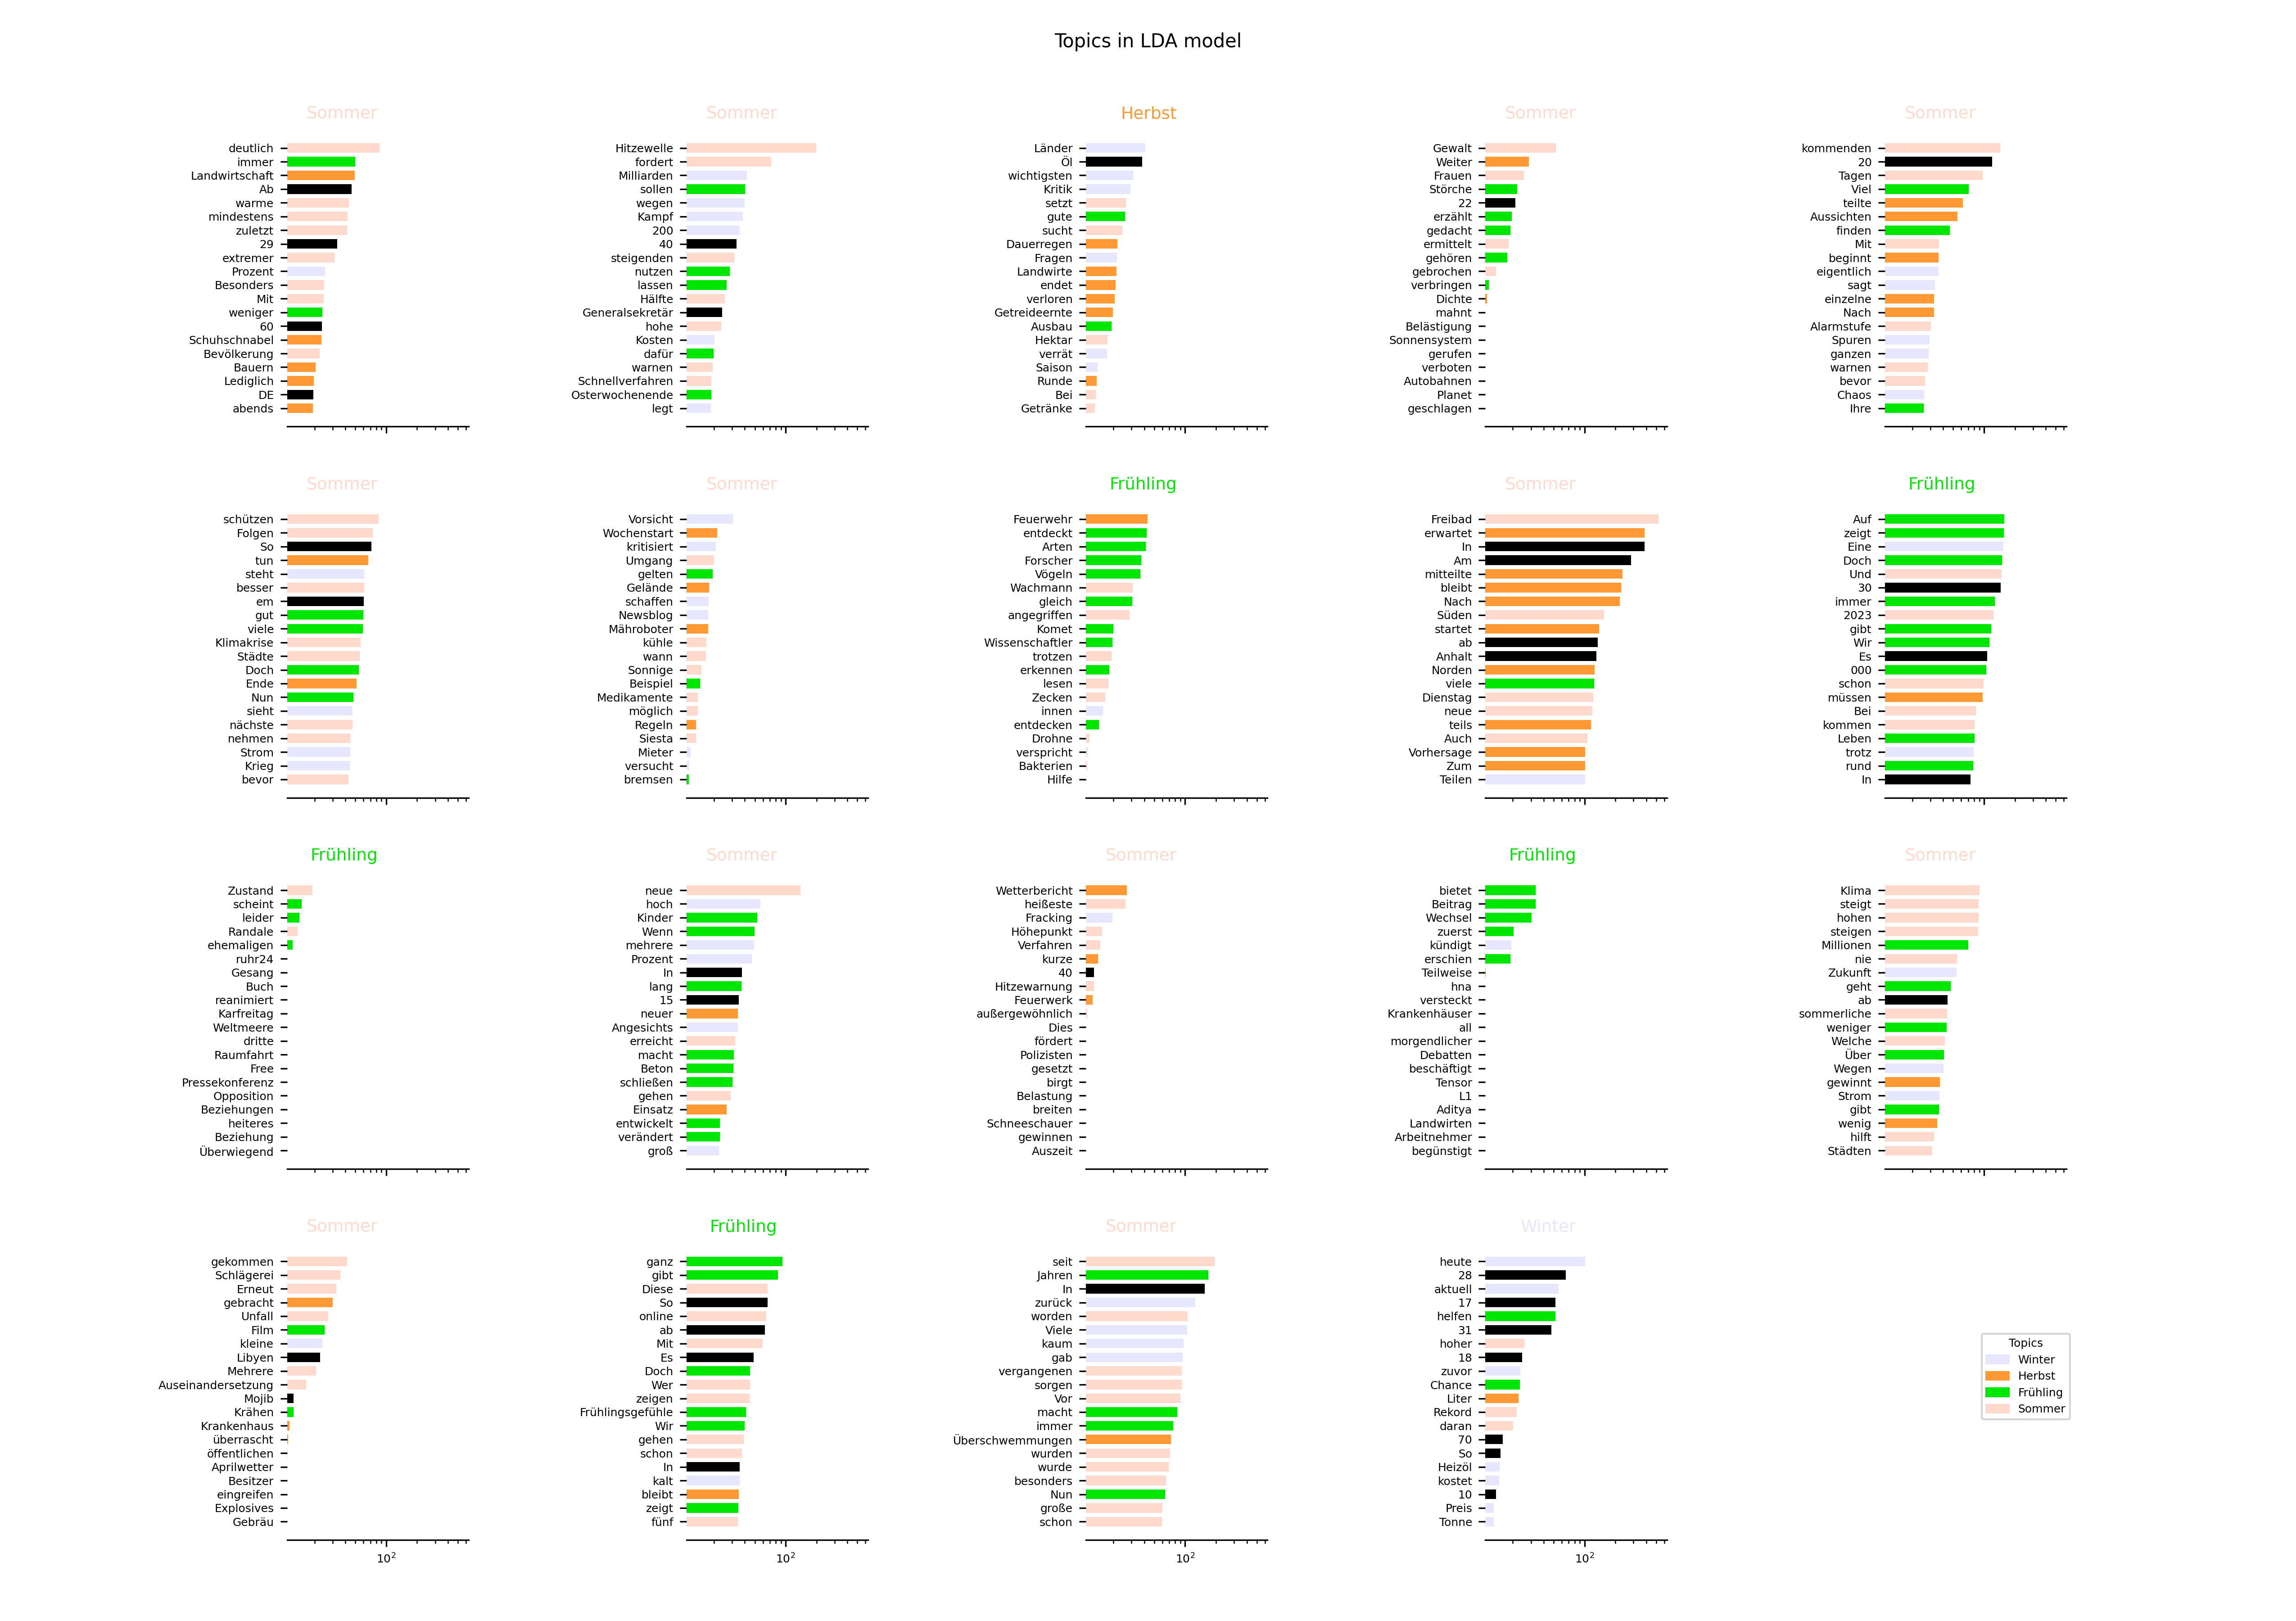 Topics in LDA model
Sommer
deutlich
immer
Landwirtschaft
Ab
warme
mindestens
zuletzt
29
extremer
Prozent
Besonders
Mit
weniger
60
Schuhschnabel
Bevölkerung
Bauern
Lediglich
DE
abends
Sommer
Hitzewelle
fordert
Milliarden
sollen
wegen
Kampf
200
40
steigenden
nutzen
lassen
Hälfte
Generalsekretär
hohe
Kosten
dafür
warnen
Schnellverfahren
Osterwochenende
legt
Herbst
Länder
Öl
wichtigsten
Kritik
setzt
gute
sucht
Dauerregen
Fragen
Landwirte
endet
verloren
Getreideernte
Ausbau
Hektar
verrät
Saison
Runde
Bei
Getränke
Sommer
Gewalt
Weiter
Frauen
Störche
22
erzählt
gedacht
ermittelt
gehören
gebrochen
verbringen
Dichte
mahnt
Belästigung
Sonnensystem
gerufen
verboten
Autobahnen
Planet
geschlagen
Sommer
kommenden
20
Tagen
Viel
teilte
Aussichten
finden
Mit
beginnt
eigentlich
sagt
einzelne
Nach
Alarmstufe
Spuren
ganzen
warnen
bevor
Chaos
Ihre
Sommer
schützen
Folgen
So
tun
steht
besser
em
gut
viele
Klimakrise
Städte
Doch
Ende
Nun
sieht
nächste
nehmen
Strom
Krieg
bevor
Sommer
Vorsicht
Wochenstart
kritisiert
Umgang
gelten
Gelände
schaffen
Newsblog
Mähroboter
kühle
wann
Sonnige
Beispiel
Medikamente
möglich
Regeln
Siesta
Mieter
versucht
bremsen
Frühling
Feuerwehr
entdeckt
Arten
Forscher
Vögeln
Wachmann
gleich
angegriffen
Komet
Wissenschaftler
trotzen
erkennen
lesen
Zecken
innen
entdecken
Drohne
verspricht
Bakterien
Hilfe
Sommer
Freibad
erwartet
In
Am
mitteilte
bleibt
Nach
Süden
startet
ab
Anhalt
Norden
viele
Dienstag
neue
teils
Auch
Vorhersage
Zum
Teilen
Frühling
Auf
zeigt
Eine
Doch
Und
30
immer
2023
gibt
Wir
Es
000
schon
müssen
Bei
kommen
Leben
trotz
rund
In
Frühling
Zustand
scheint
leider
Randale
ehemaligen
ruhr24
Gesang
Buch
reanimiert
Karfreitag
Weltmeere
dritte
Raumfahrt
Free
Pressekonferenz
Opposition
Beziehungen
heiteres
Beziehung
Überwiegend
Sommer
neue
hoch
Kinder
Wenn
mehrere
Prozent
In
lang
15
neuer
Angesichts
erreicht
macht
Beton
schließen
gehen
Einsatz
entwickelt
verändert
groß
Sommer
Wetterbericht
heißeste
Fracking
Höhepunkt
Verfahren
kurze
40
Hitzewarnung
Feuerwerk
außergewöhnlich
Dies
fördert
Polizisten
gesetzt
birgt
Belastung
breiten
Schneeschauer
gewinnen
Auszeit
Frühling
bietet
Beitrag
Wechsel
zuerst
kündigt
erschien
Teilweise
hna
versteckt
Krankenhäuser
all
morgendlicher
Debatten
beschäftigt
Tensor
L1
Aditya
Landwirten
Arbeitnehmer
begünstigt
Sommer
Klima
steigt
hohen
steigen
Millionen
nie
Zukunft
geht
ab
sommerliche
weniger
Welche
Über
Wegen
gewinnt
Strom
gibt
wenig
hilft
Städten
Sommer
gekommen
Schlägerei
Erneut
gebracht
Unfall
Film
kleine
Libyen
Mehrere
Auseinandersetzung
Mojib
Krähen
Krankenhaus
überrascht
öffentlichen
Aprilwetter
Besitzer
eingreifen
Explosives
Gebräu
10²
Frühling
ganz
gibt
Diese
So
online
ab
Mit
Es
Doch
Wer
zeigen
Frühlingsgefühle
Wir
gehen
schon
In
kalt
bleibt
zeigt
fünf
10²
Sommer
seit
Jahren
In
zurück
worden
Viele
kaum
gab
vergangenen
sorgen
Vor
macht
immer
Überschwemmungen
wurden
wurde
besonders
Nun
große
schon
10²
Winter
heute
28
aktuell
17
helfen
31
hoher
18
zuvor
Chance
Liter
Rekord
daran
70
So
Heizöl
kostet
10
Preis
Tonne
10²
Topics
Winter
Herbst
Frühling
Sommer